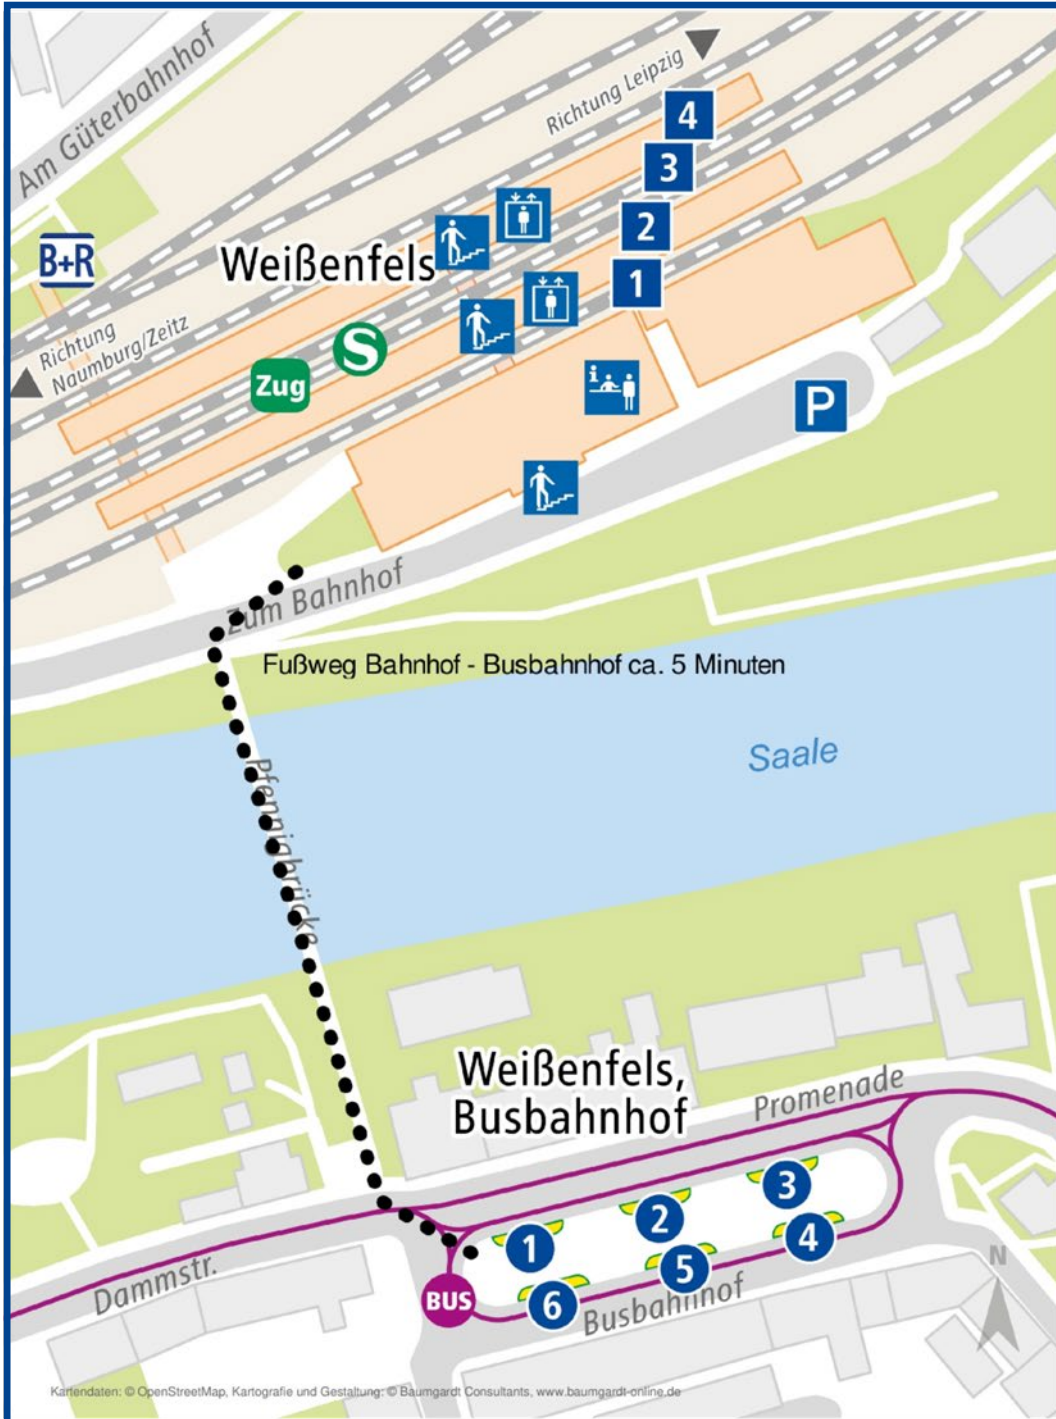 Am Güterbahnhof
Richtung Leipzig
4
3
2
1
B+R
Weißenfels
Richtung
Naumburg/Zeitz
S
Zug
i
P
Zum Bahnhof
Fußweg Bahnhof - Busbahnhof ca. 5 Minuten
Saale
Pfennigbrücke
Weißenfels,
Busbahnhof
Promenade
3
2
1
4
5
6
BUS
Dammstr.
Busbahnhof
N
Kartendaten: © OpenStreetMap, Kartografie und Gestaltung: © Baumgardt Consultants, www.baumgardt-online.de